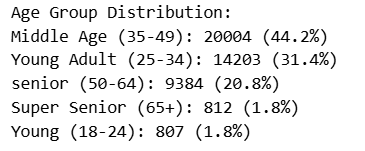 Age Group Distribution:
Middle Age (35-49): 20004 (44.2%)
Young Adult (25-34): 14203 (31.4%)
senior (50-64): 9384 (20.8%)
Super Senior (65+): 812 (1.8%)
Young (18-24): 807 (1.8%)